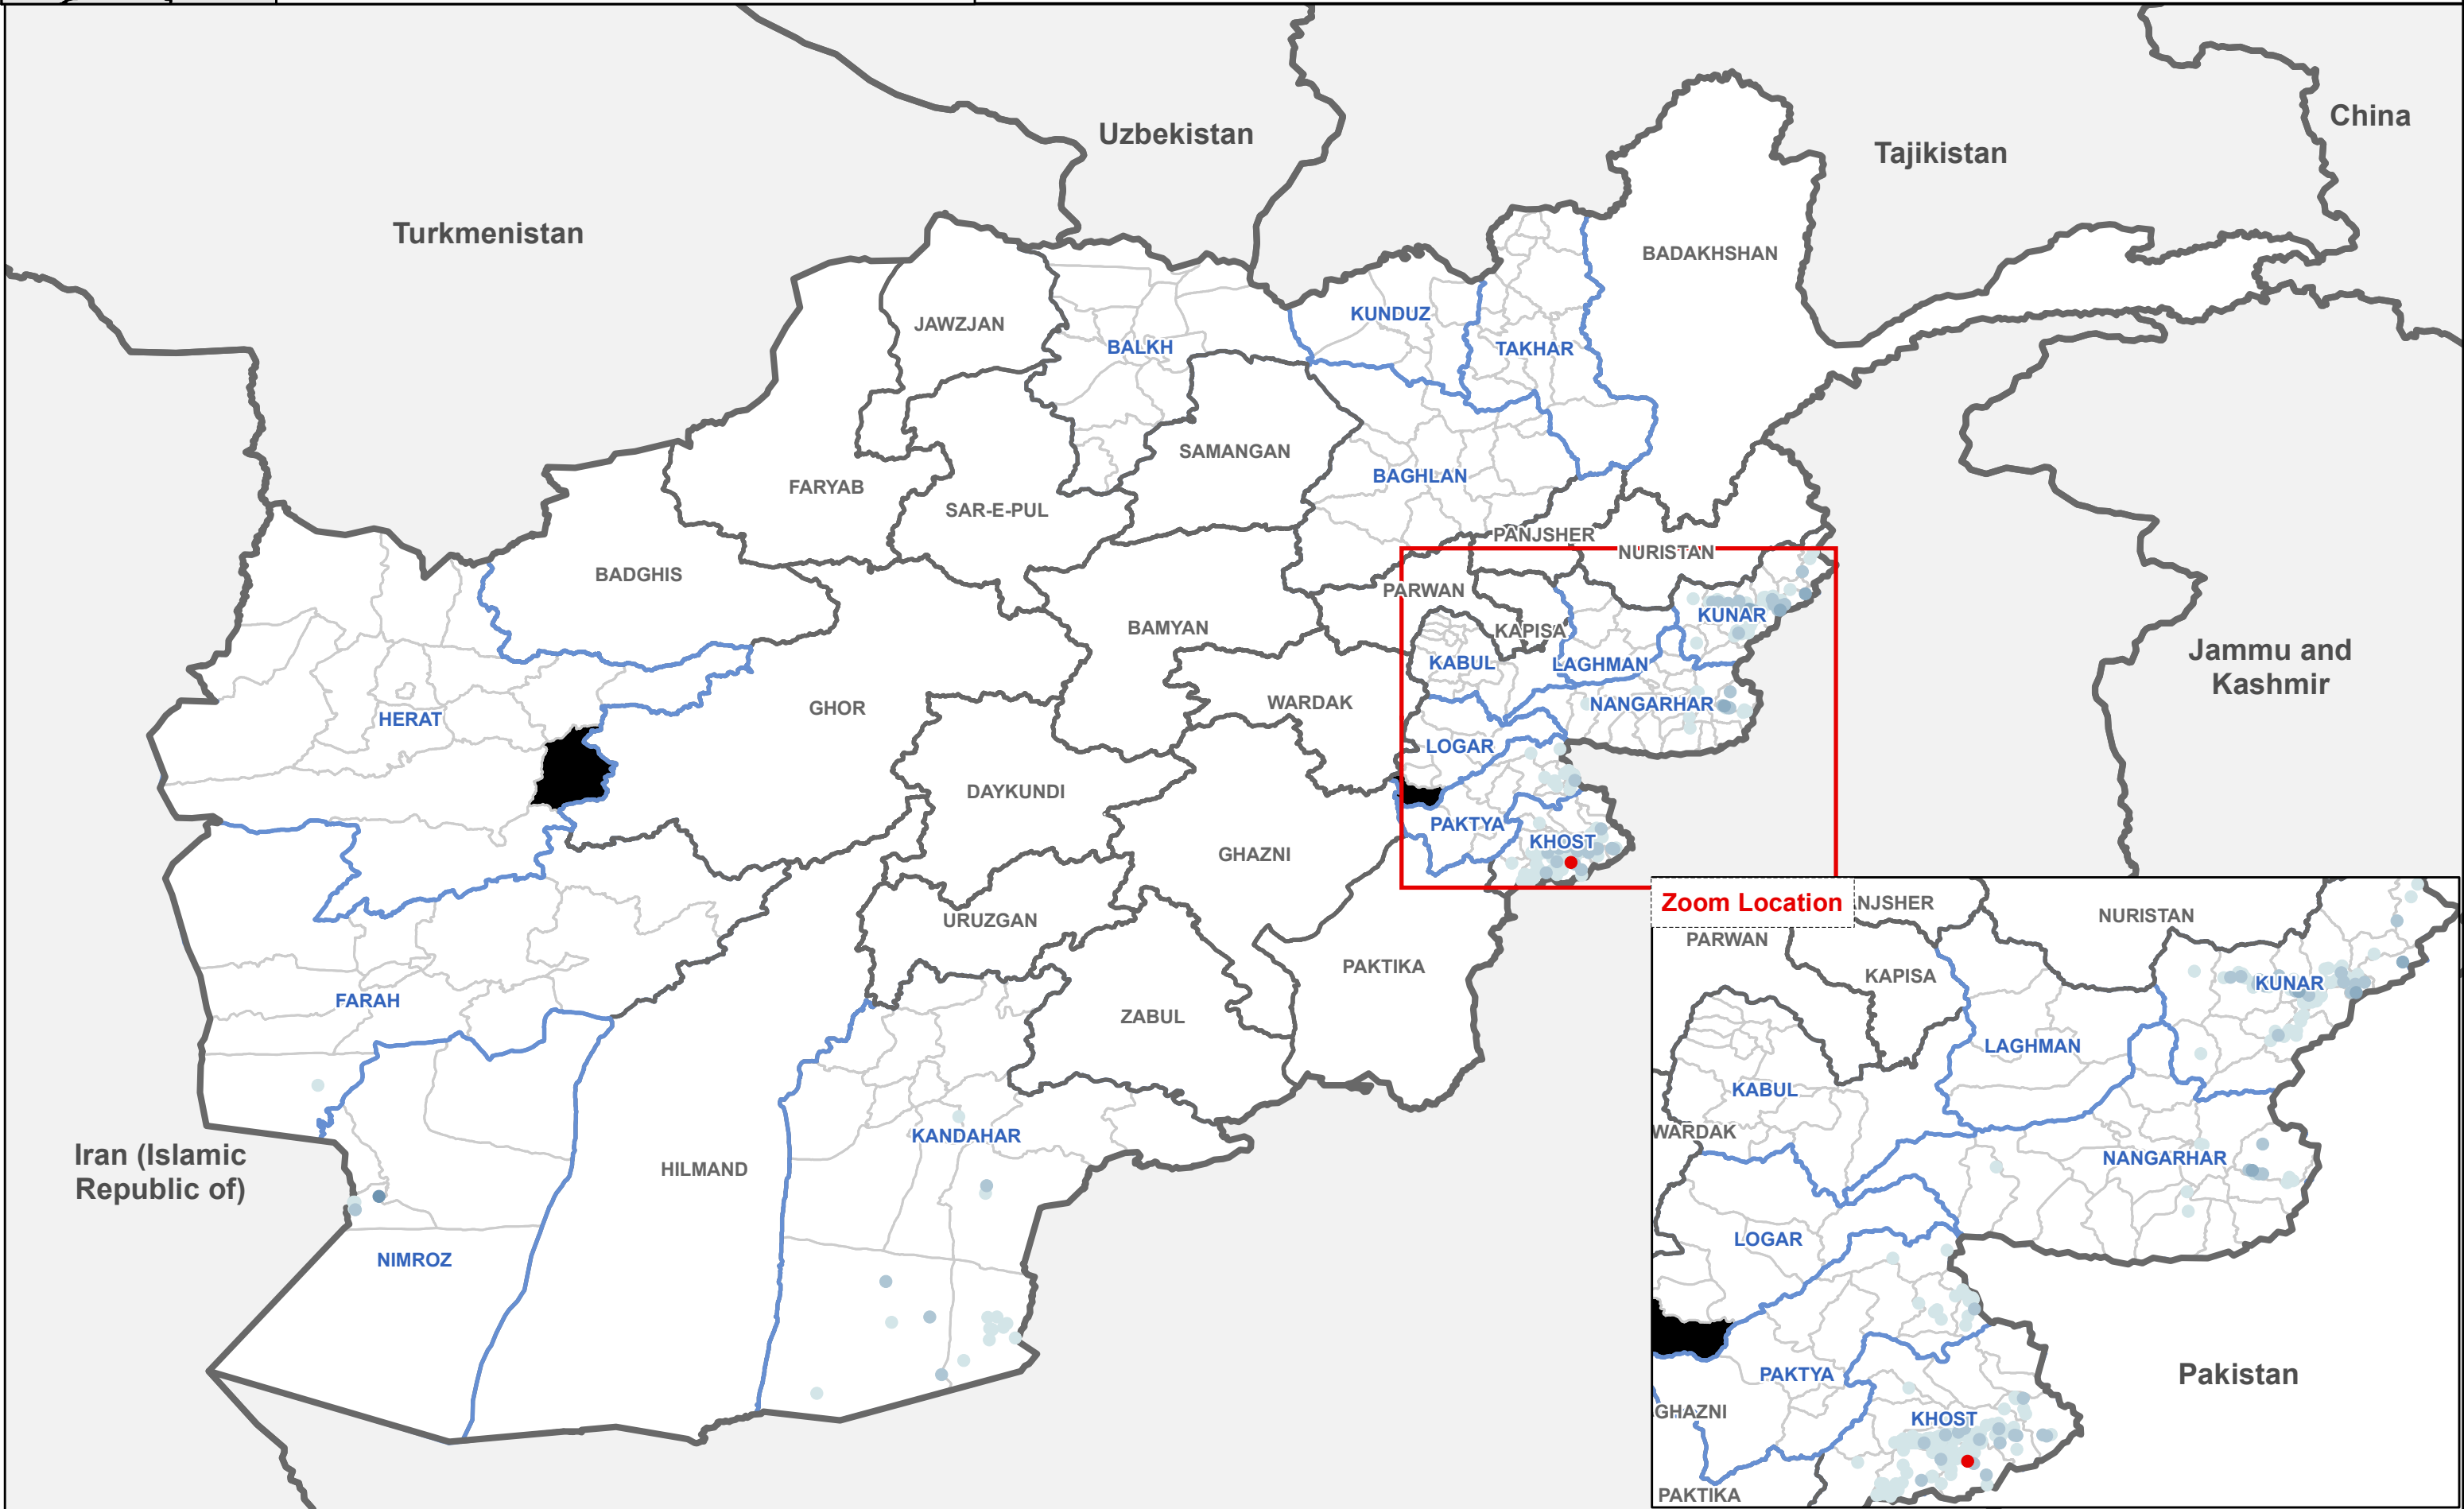 China
Uzbekistan
Tajikistan
Turkmenistan
BADAKHSHAN
KUNDUZ
JAWZJAN
BALKH
TAKHAR
SAMANGAN
BAGHLAN
FARYAB
SAR-E-PUL
PANJSHER
NURISTAN
BADGHIS
PARWAN
KUNAR
BAMYAN
KAPISA
Jammu and
Kashmir
KABUL
LAGHMAN
WARDAK
NANGARHAR
GHOR
HERAT
LOGAR
DAYKUNDI
PAKTYA
KHOST
GHAZNI
URUZGAN
PAKTIKA
FARAH
ZABUL
KANDAHAR
Iran (Islamic
Republic of)
HILMAND
NIMROZ
Zoom Location
NJSHER
NURISTAN
PARWAN
KAPISA
KUNAR
LAGHMAN
KABUL
WARDAK
NANGARHAR
LOGAR
PAKTYA
Pakistan
GHAZNI
KHOST
PAKTIKA